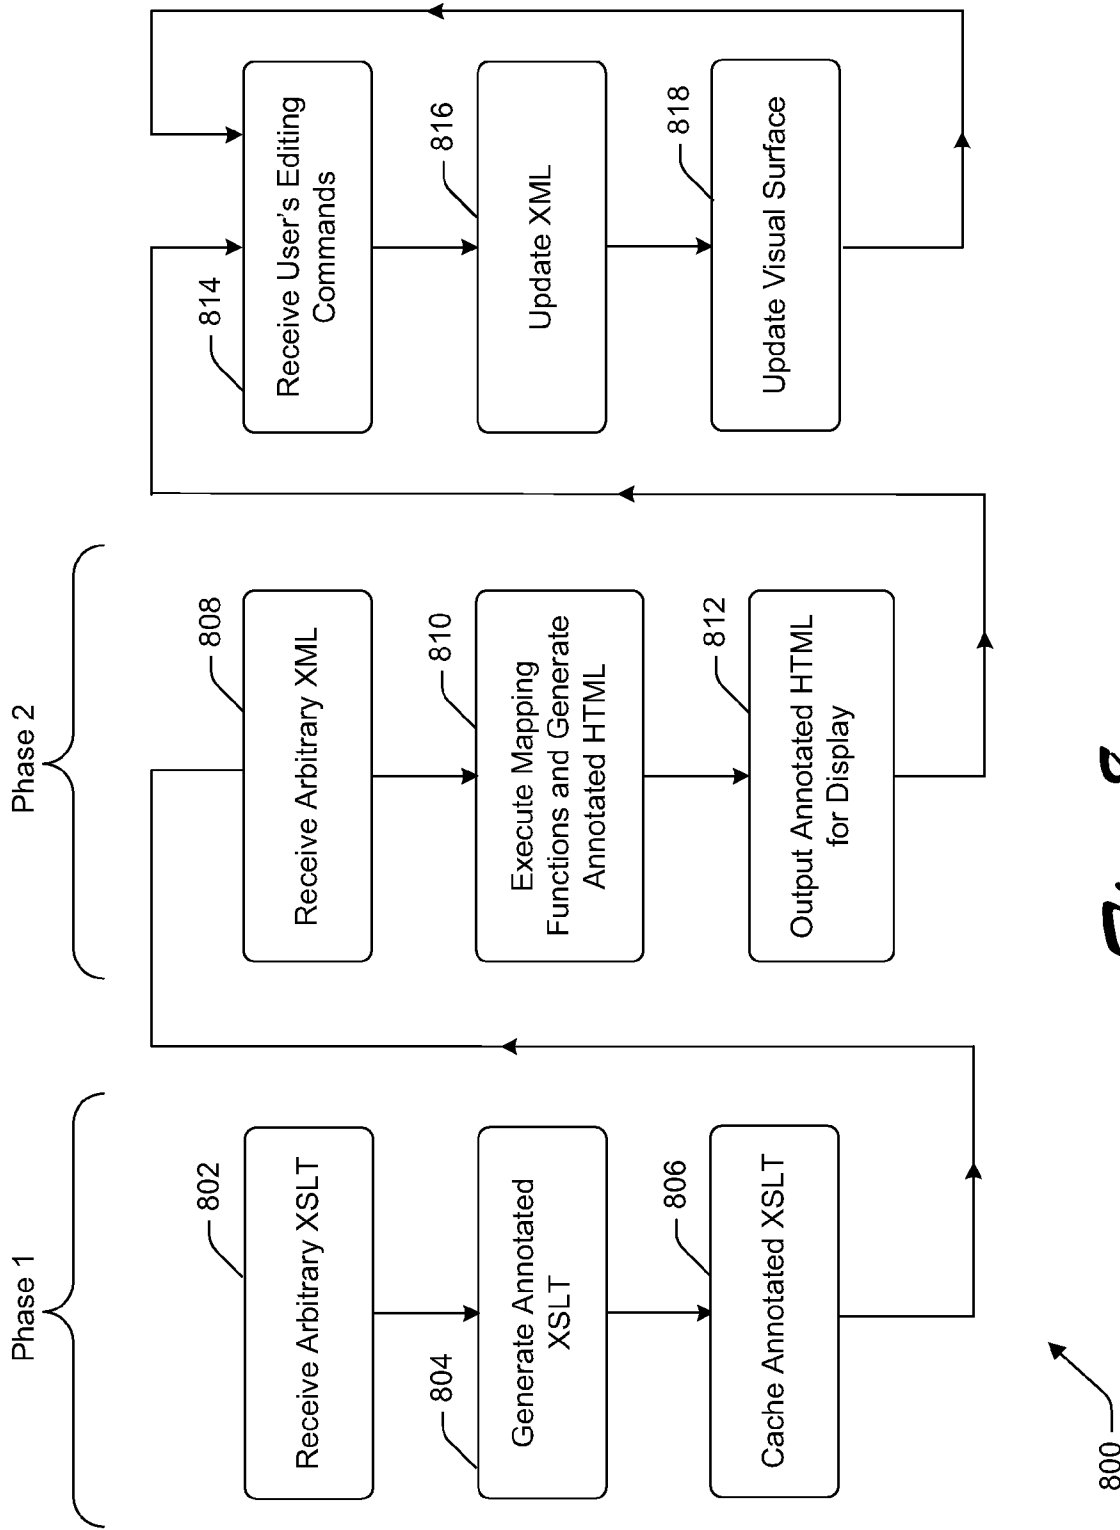 Phase 1
802
Receive Arbitrary XSLT
804
Generate Annotated
XSLT
806
Cache Annotated XSLT
Phase 2
808
Receive Arbitrary XML
810
Execute Mapping
Functions and Generate
Annotated HTML
812
Output Annotated HTML
for Display
814
Receive User's Editing
Commands
816
Update XML
818
Update Visual Surface
800